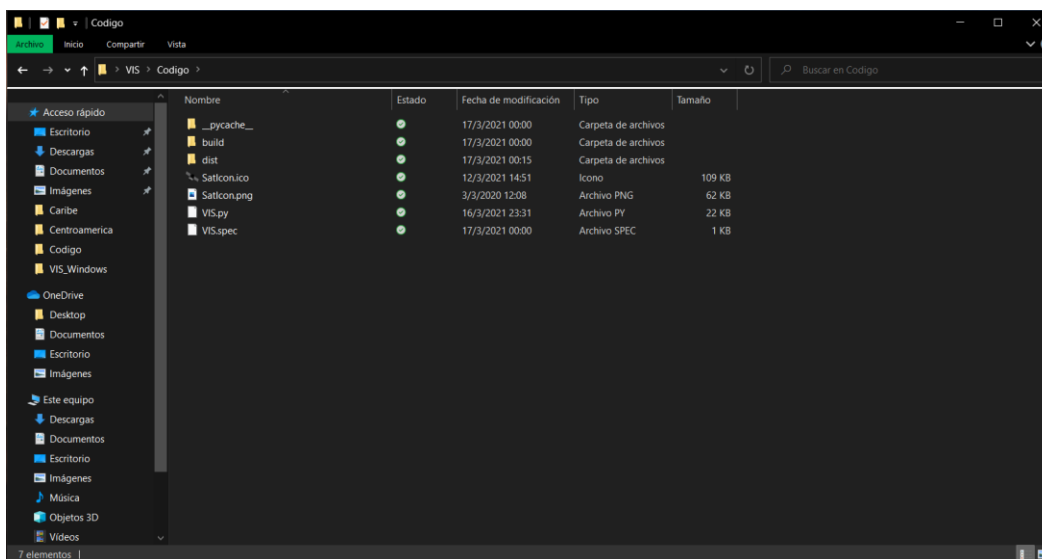 Codigo
Archivo Inicio Compartir Vista
VIS Codigo Buscar en Codigo
Nombre Estado Fecha de modificación Tipo Tamaño
Acceso rápido
Escritorio
Descargas
Documentos
Imágenes
Caribe
Centroamerica
Codigo
VIS_Windows
OneDrive
Desktop
Documentos
Escritorio
Imágenes
Este equipo
Descargas
Documentos
Escritorio
Imágenes
Música
Objetos 3D
Vídeos
__pycache__ 17/3/2021 00:00 Carpeta de archivos
build 17/3/2021 00:00 Carpeta de archivos
dist 17/3/2021 00:15 Carpeta de archivos
SatIcon.ico 12/3/2021 14:51 Icono 109 KB
SatIcon.png 3/3/2020 12:08 Archivo PNG 62 KB
VIS.py 16/3/2021 23:31 Archivo PY 22 KB
VIS.spec 17/3/2021 00:00 Archivo SPEC 1 KB
7 elementos